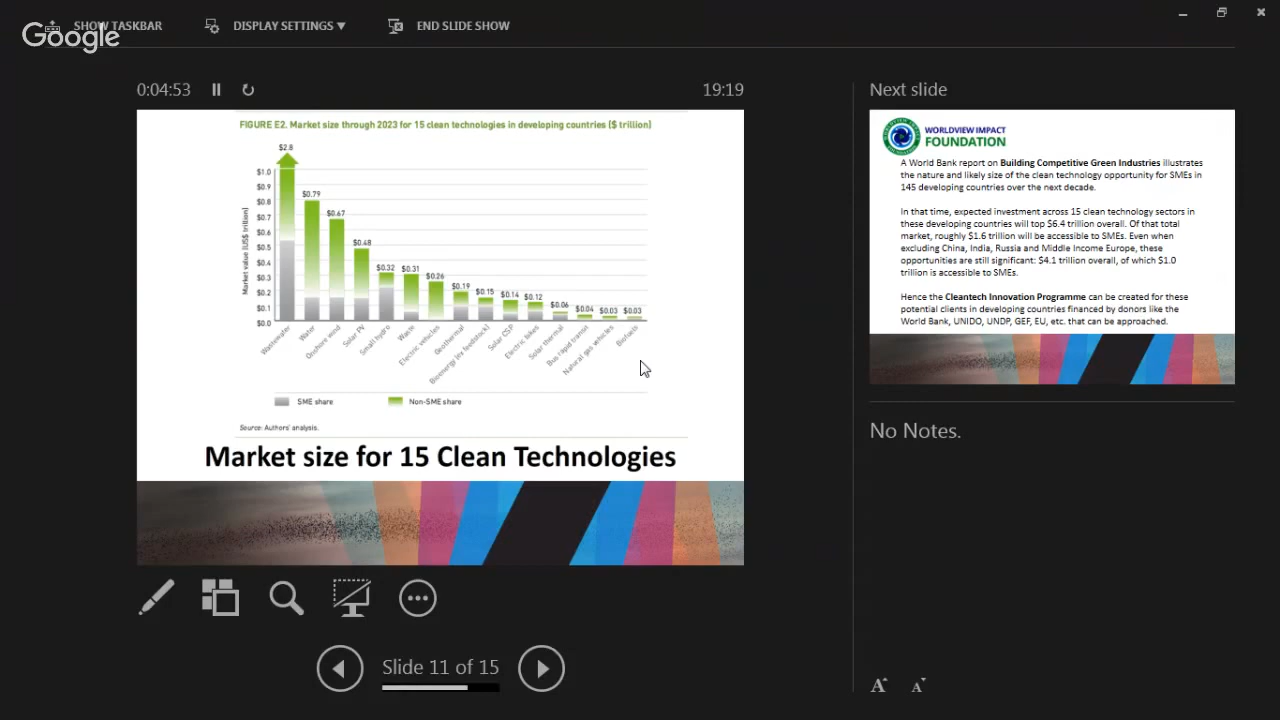 Google
SHOW TASKBAR
DISPLAY SETTINGS ▼
END SLIDE SHOW
0:04:53
19:19
FIGURE E2. Market size through 2023 for 15 clean technologies in developing countries ($ trillion)
Market value (US$ trillion)
$1.0
$0.9
$0.8
$0.7
$0.6
$0.5
$0.4
$0.3
$0.2
$0.1
$0.0
$2.8
$0.79
$0.67
$0.48
$0.32
$0.31
$0.26
$0.19
$0.15
$0.14
$0.12
$0.06
$0.04
$0.03
$0.03
Wastewater
Water
Onshore wind
Solar PV
Small hydro
Waste
Electric vehicles
Geothermal
Bioenergy (ex feedstock)
Solar CSP
Electric bikes
Solar thermal
Bus rapid transit
Natural gas vehicles
Biofuels
SME share
Non-SME share
Source: Authors' analysis.
Market size for 15 Clean Technologies
Slide 11 of 15
Next slide
WORLDVIEW IMPACT
FOUNDATION
A World Bank report on Building Competitive Green Industries illustrates
the nature and likely size of the clean technology opportunity for SMEs in
145 developing countries over the next decade.
In that time, expected investment across 15 clean technology sectors in
these developing countries will top $6.4 trillion overall. Of that total
market, roughly $1.6 trillion will be accessible to SMEs. Even when
excluding China, India, Russia and Middle Income Europe, these
opportunities are still significant: $4.1 trillion overall, of which $1.0
trillion is accessible to SMEs.
Hence the Cleantech Innovation Programme can be created for these
potential clients in developing countries financed by donors like the
World Bank, UNIDO, UNDP, GEF, EU, etc. that can be approached.
No Notes.
A A